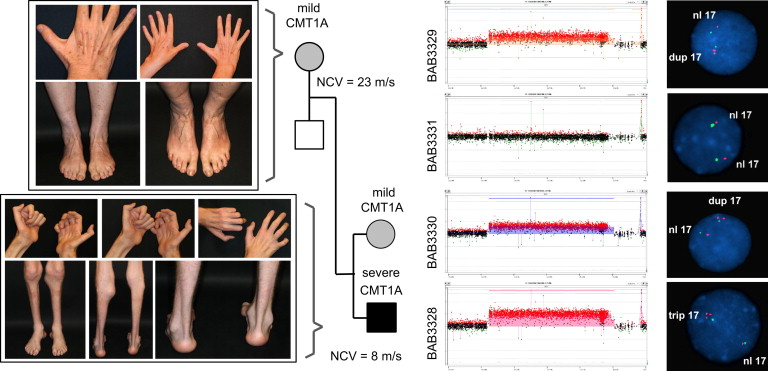 mild
CMT1A
NCV = 23 m/s
mild
CMT1A
severe
CMT1A
NCV = 8 m/s
BAB3329
BAB3331
BAB3330
BAB3328
nl 17
dup 17
nl 17
nl 17
dup 17
nl 17
trip 17
nl 17